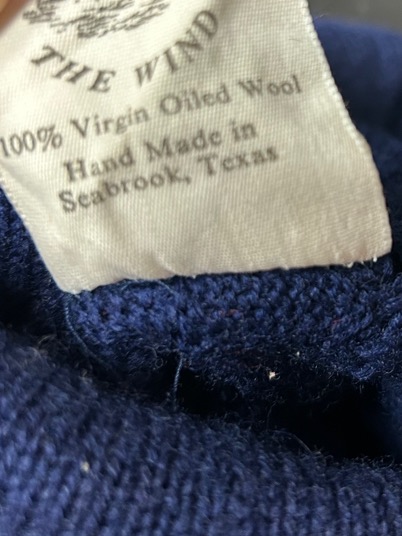 THE WIND
100% Virgin Oiled Wool
Hand Made in
Seabrook, Texas